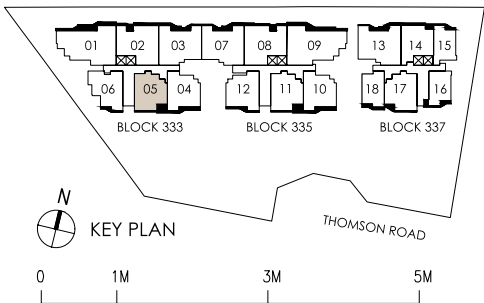 01 02 03 07 08 09 13 14 15
06 05 04 12 11 10 18 17 16
BLOCK 333 BLOCK 335 BLOCK 337
N
KEY PLAN
THOMSON ROAD
0 1M 3M 5M